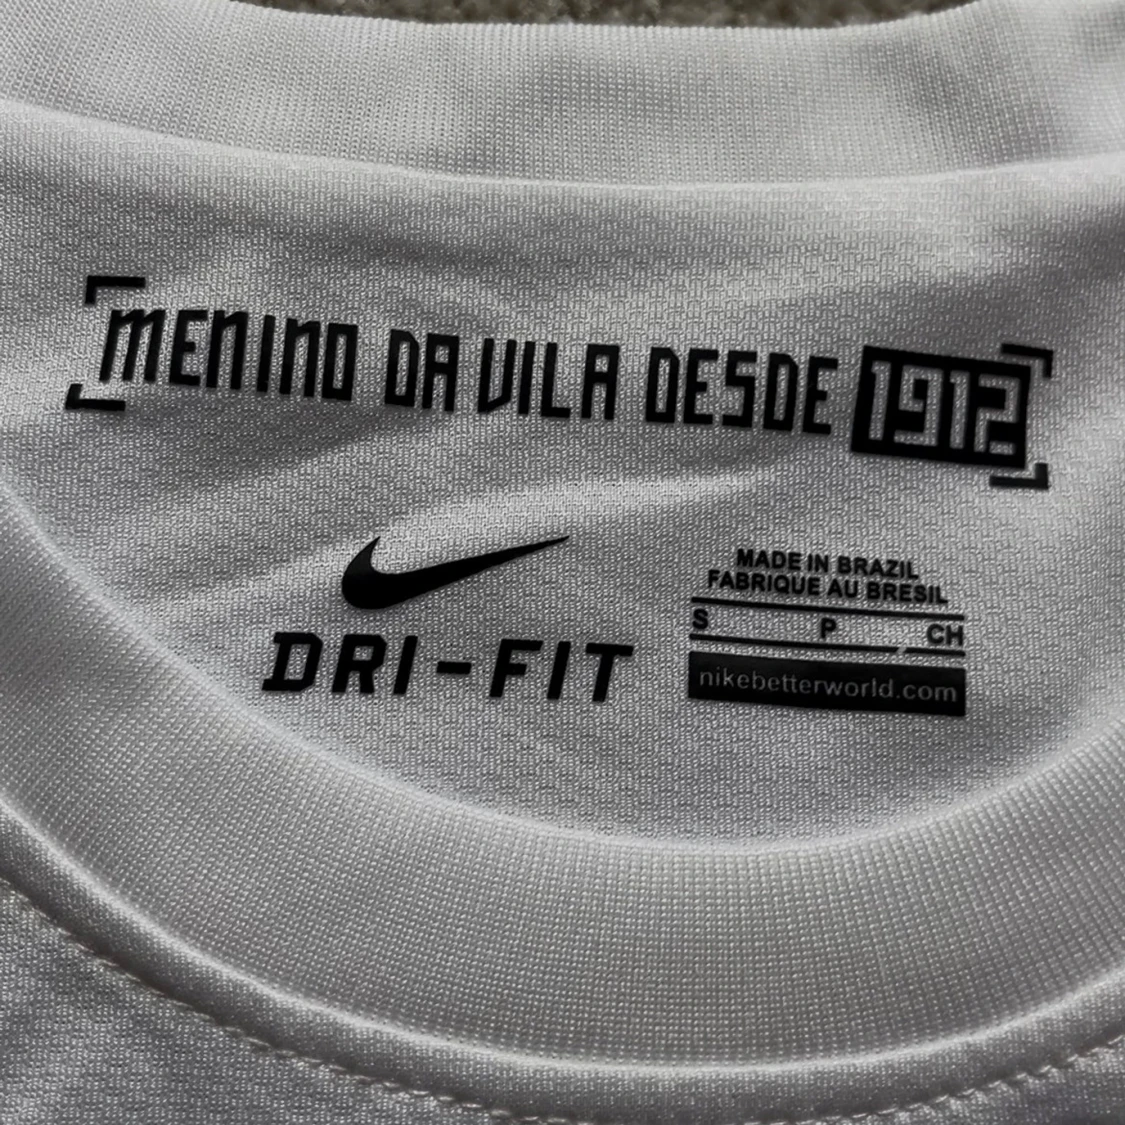 MENINO DA VILA DESDE 1912
DRI-FIT
MADE IN BRAZIL
FABRIQUE AU BRESIL
S P CH
nikebetterworld.com